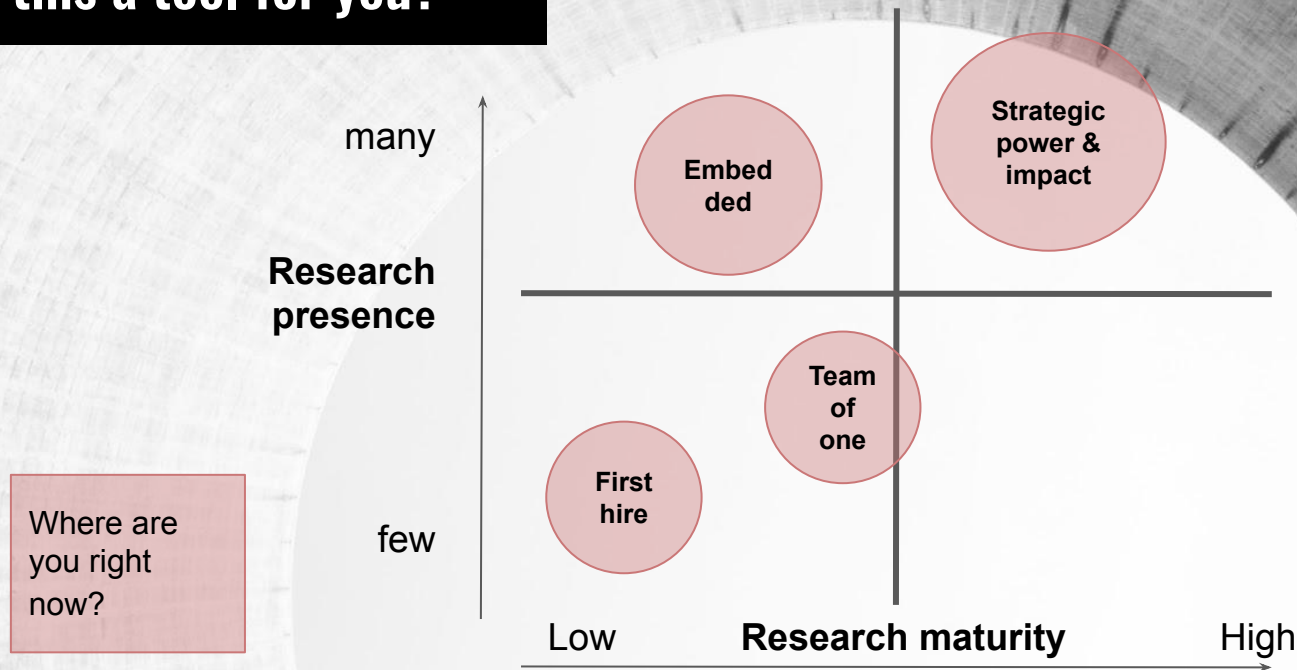 this a tool for you?
many
Research
presence
few
Embed
ded
Strategic
power &
impact
Team
of
one
First
hire
Where are
you right
now?
Low
Research maturity
High